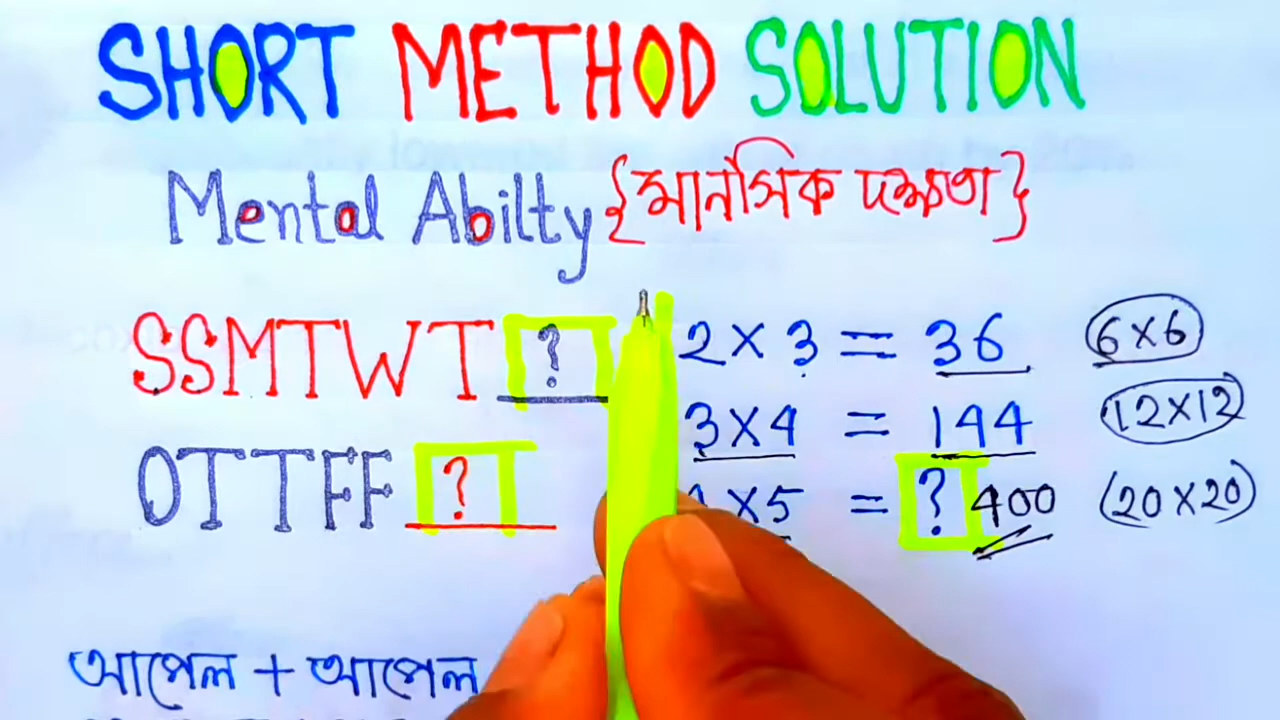 SHORT METHOD SOLUTION
Mental Abilty {মানসিক দক্ষতা}
SSMTWT ?
2 × 3 = 36 (6×6)
OTTFF ?
3×4 = 144 (12×12)
×5 = ? 400 (20×20)
আপেল + আপেল